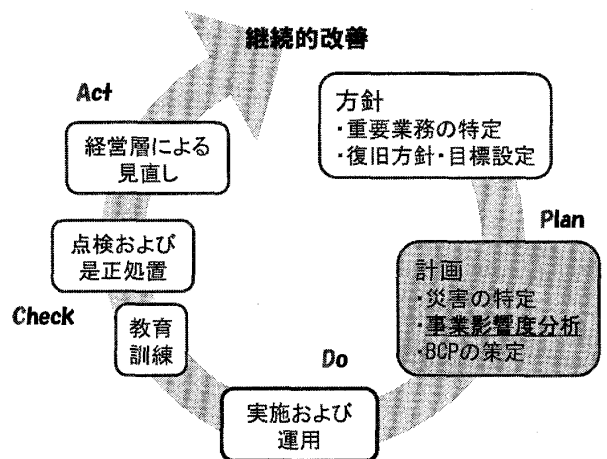 継続的改善
方針
・重要業務の特定
・復旧方針・目標設定
Plan
計画
・災害の特定
・事業影響度分析
・BCPの策定
Do
実施および
運用
教育
訓練
Check
点検および
是正処置
経営層による
見直し
Act